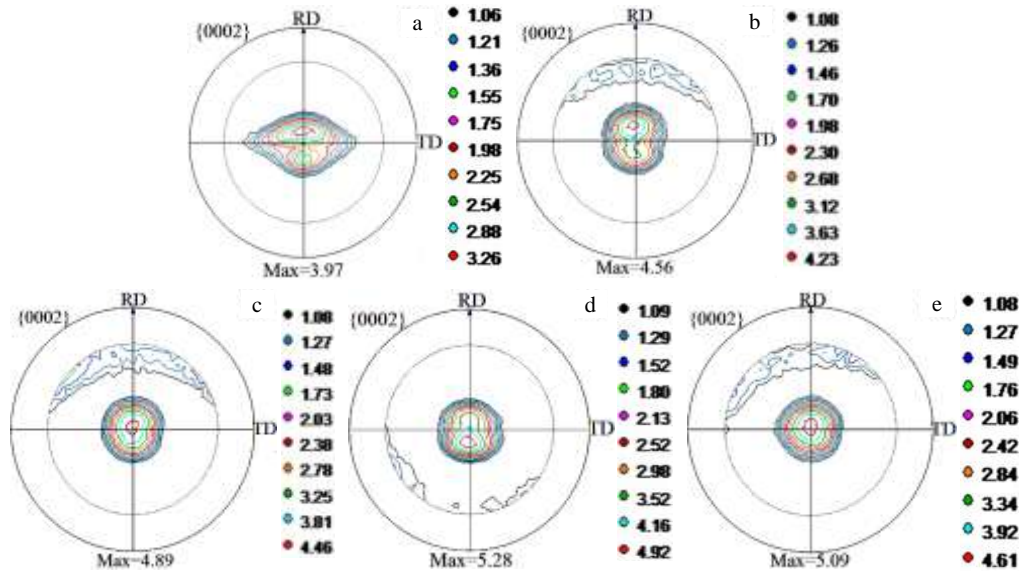 RD
a
{0002}
TD
1.06
1.21
1.36
1.55
1.75
1.98
2.25
2.54
2.88
3.26
Max=3.97
RD
b
{0002}
TD
1.08
1.26
1.46
1.70
1.98
2.30
2.68
3.12
3.63
4.23
Max=4.56
RD
c
{0002}
TD
1.08
1.27
1.48
1.73
2.03
2.38
2.78
3.25
3.81
4.46
Max=4.89
RD
d
{0002}
TD
1.09
1.29
1.52
1.80
2.13
2.52
2.98
3.52
4.16
4.92
Max=5.28
RD
e
{0002}
TD
1.08
1.27
1.49
1.76
2.06
2.42
2.84
3.34
3.92
4.61
Max=5.09